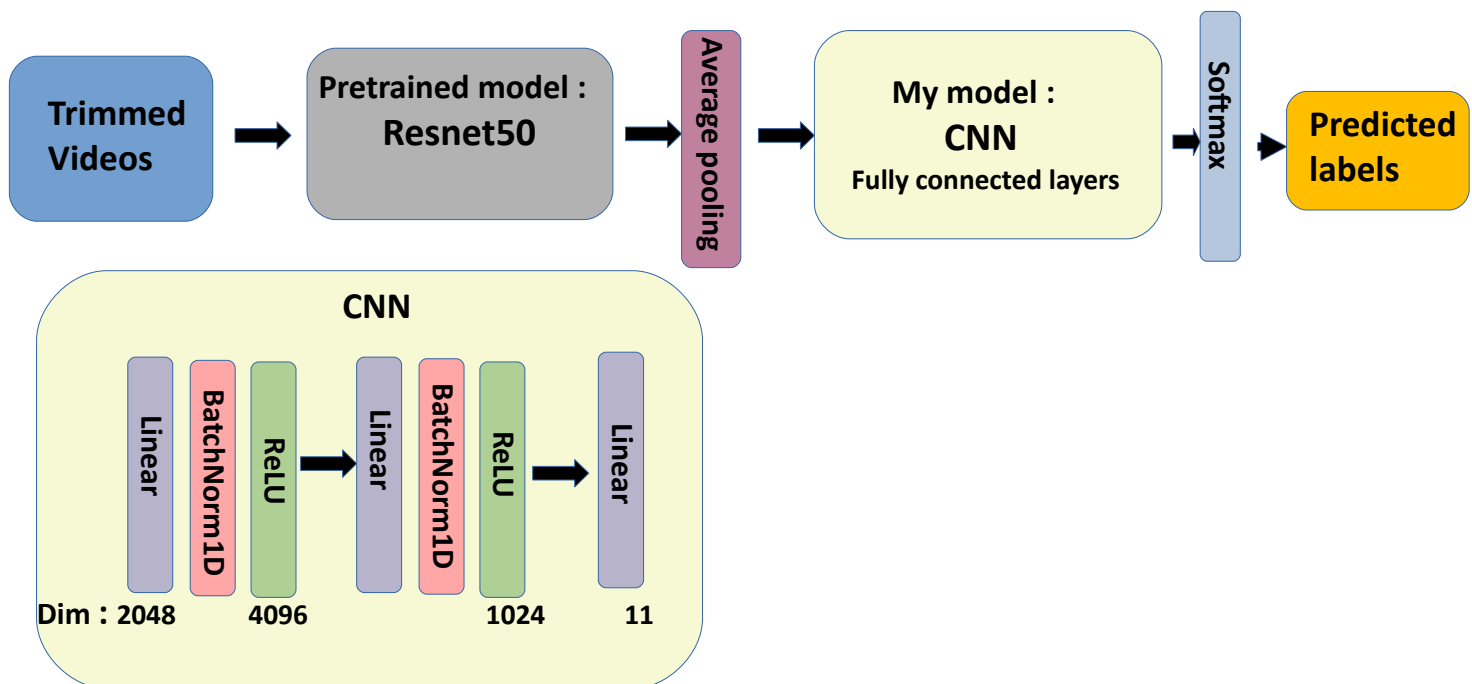 Trimmed
Videos
Pretrained model :
Resnet50
Average pooling
My model :
CNN
Fully connected layers
Softmax
Predicted
labels
CNN
Linear
BatchNorm1D
ReLU
Linear
BatchNorm1D
ReLU
Linear
Dim : 2048 4096 1024 11